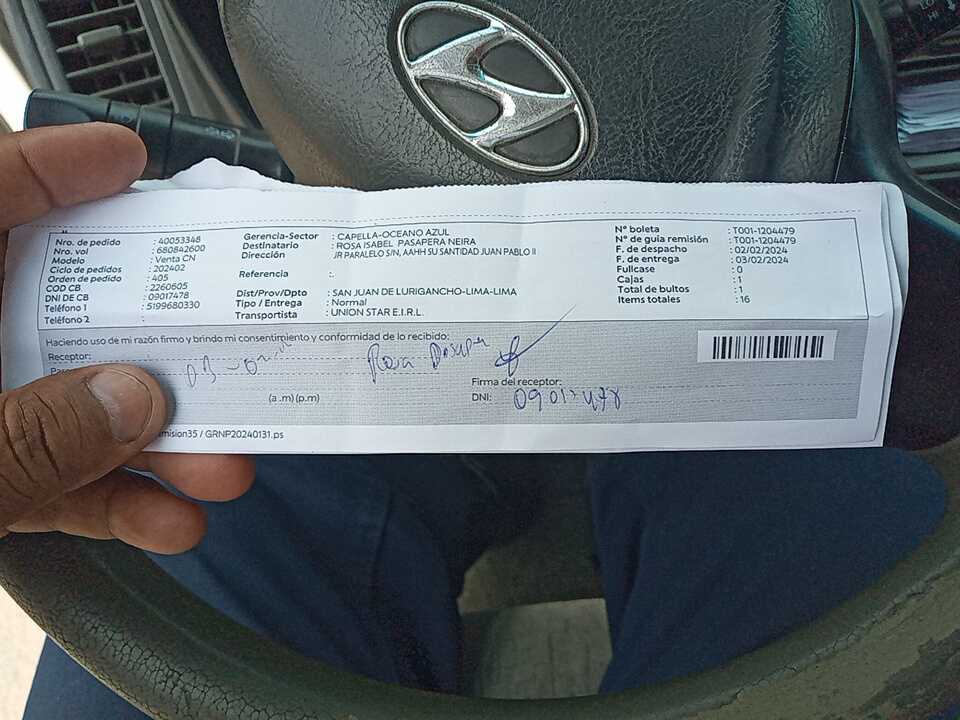 Nro. de pedido : 40053348
Nro. vol : 680842600
Modelo : Venta CN
Ciclo de pedidos : 202402
Orden de pedido : 405
COD CB : 2260605
DNI DE CB : 09017478
Teléfono 1 : 5199680330
Teléfono 2 :
Gerencia-Sector : CAPELLA-OCEANO AZUL
Destinatario : ROSA ISABEL PASAPERA NEIRA
Dirección : JR PARALELO S/N, AAHH SU SANTIDAD JUAN PABLO II
Referencia :.
Dist/Prov/Dpto : SAN JUAN DE LURIGANCHO-LIMA-LIMA
Tipo / Entrega : Normal
Transportista : UNION STAR E.I.R.L.
N° boleta : T001-1204479
N° de guía remisión : T001-1204479
F. de despacho : 02/02/2024
F. de entrega : 03/02/2024
Fullcase : 0
Cajas : 1
Total de bultos : 1
Items totales : 16
Haciendo uso de mi razón firmo y brindo mi consentimiento y conformidad de lo recibido:
Receptor:
Rosa
Firma del receptor:
(a .m) (p.m)
DNI: 09017478
emision35 / GRNP20240131.ps